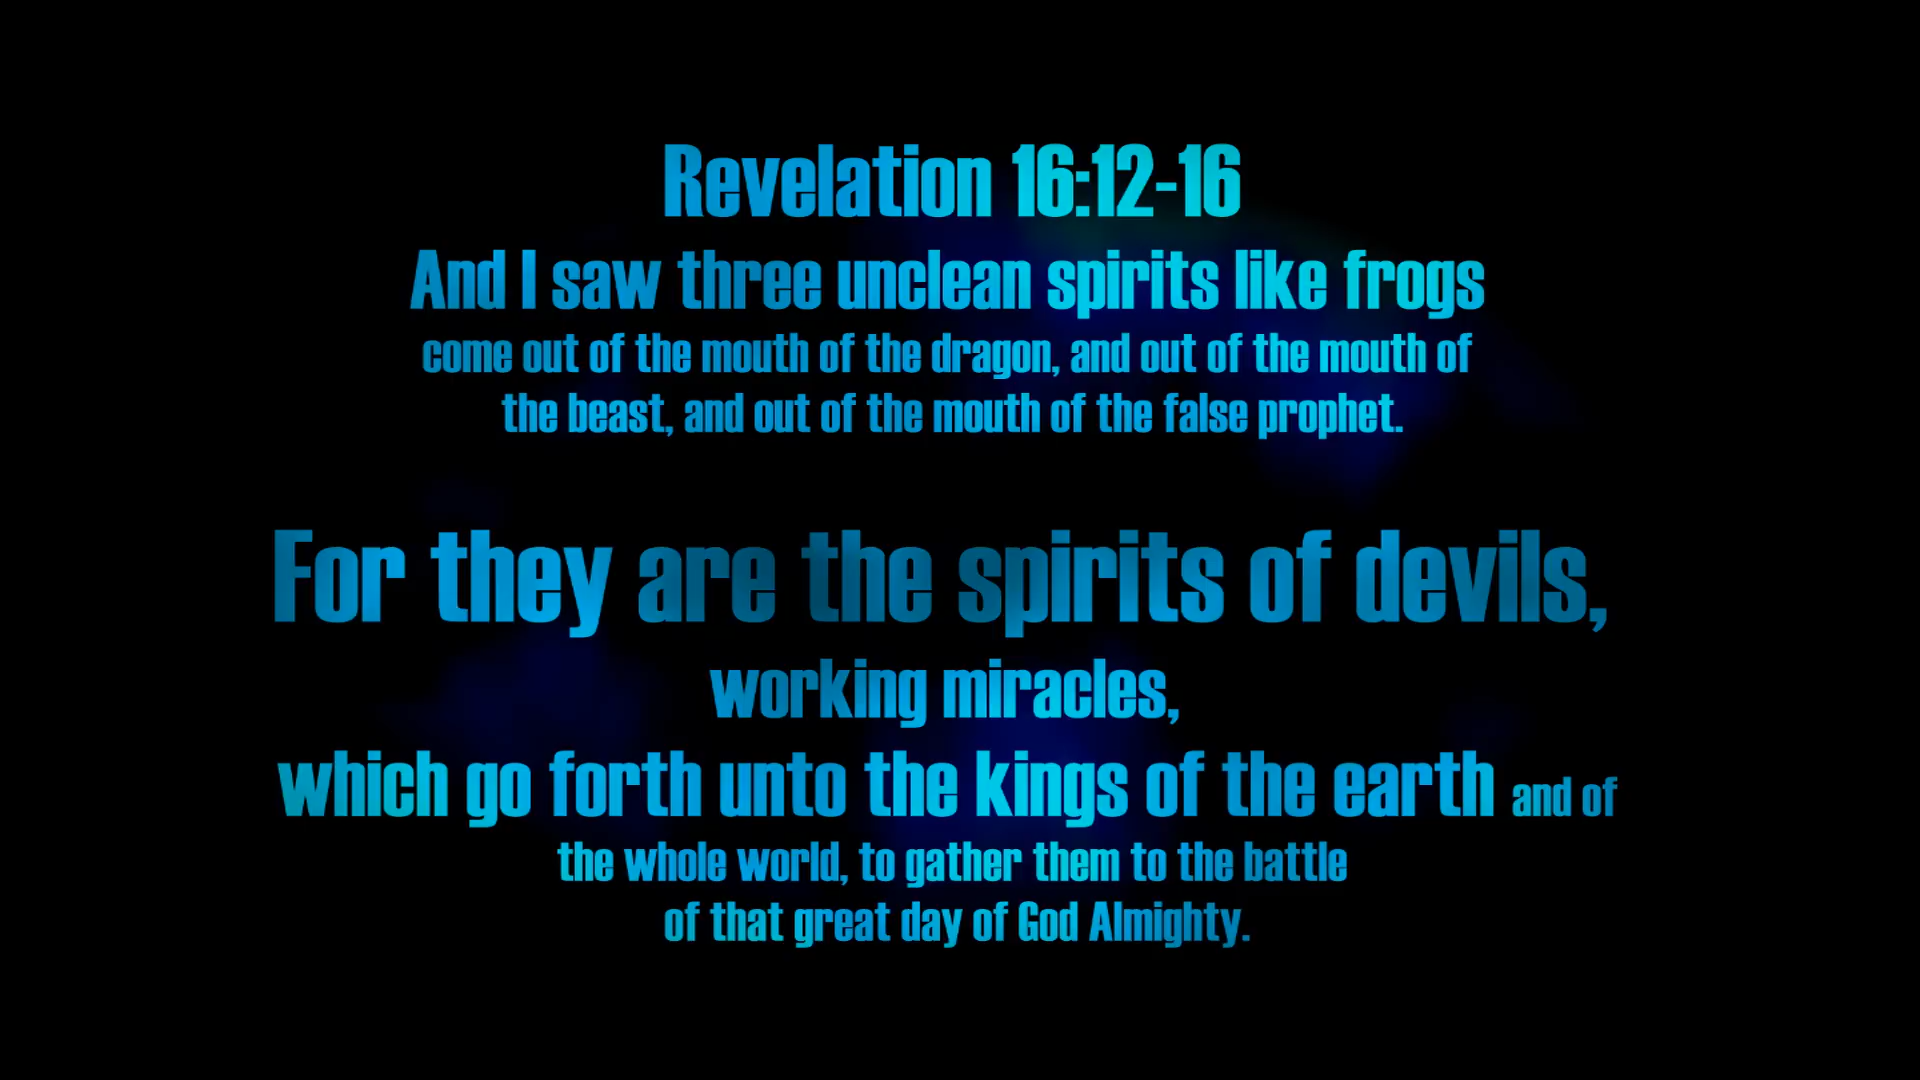 Revelation 16:12-16
And I saw three unclean spirits like frogs
come out of the mouth of the dragon, and out of the mouth of
the beast, and out of the mouth of the false prophet.
For they are the spirits of devils,
working miracles,
which go forth unto the kings of the earth and of
the whole world, to gather them to the battle
of that great day of God Almighty.